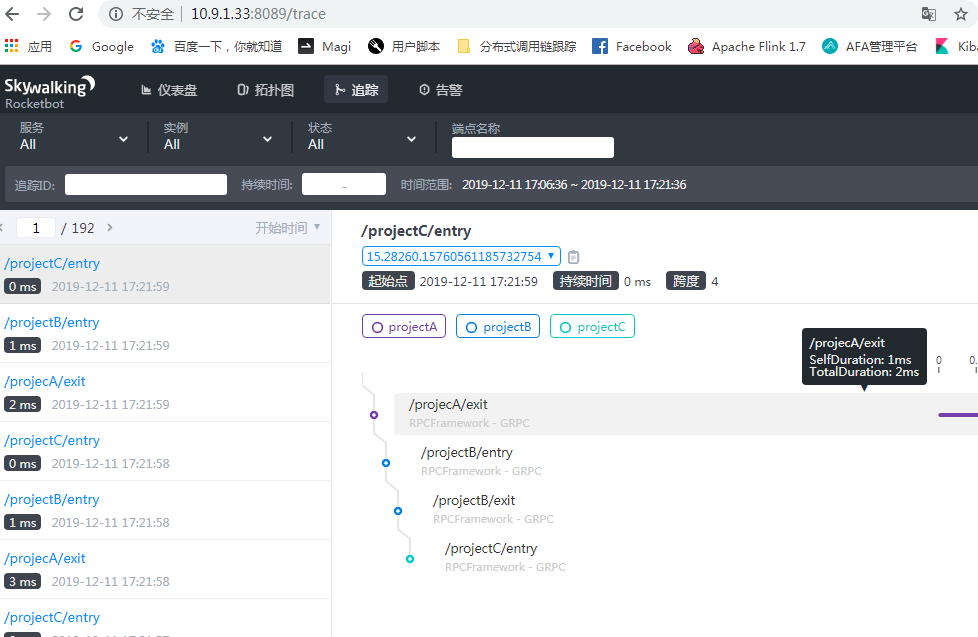 不安全 10.9.1.33:8089/trace
应用 Google 百度一下，你就知道 Magi 用户脚本 分布式调用链跟踪 Facebook Apache Flink 1.7 AFA管理平台
Skywalking
Rocketbot
仪表盘 拓扑图 追踪 告警
服务 实例 状态 端点名称
All All All
追踪ID: 持续时间: - 时间范围: 2019-12-11 17:06:36 ~ 2019-12-11 17:21:36
1 / 192 开始时间
/projectC/entry
0 ms 2019-12-11 17:21:59
/projectB/entry
1 ms 2019-12-11 17:21:59
/projecA/exit
2 ms 2019-12-11 17:21:59
/projectC/entry
0 ms 2019-12-11 17:21:58
/projectB/entry
1 ms 2019-12-11 17:21:58
/projecA/exit
3 ms 2019-12-11 17:21:58
/projectC/entry
/projectC/entry
15.28260.15760561185732754
起始点 2019-12-11 17:21:59 持续时间 0 ms 跨度 4
projectA projectB projectC
/projecA/exit
SelfDuration: 1ms
TotalDuration: 2ms
0
/projecA/exit
RPCFramework - GRPC
/projectB/entry
RPCFramework - GRPC
/projectB/exit
RPCFramework - GRPC
/projectC/entry
RPCFramework - GRPC